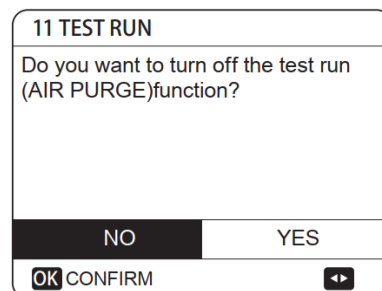 11 TEST RUN
Do you want to turn off the test run
(AIR PURGE)function?
NO YES
OK CONFIRM